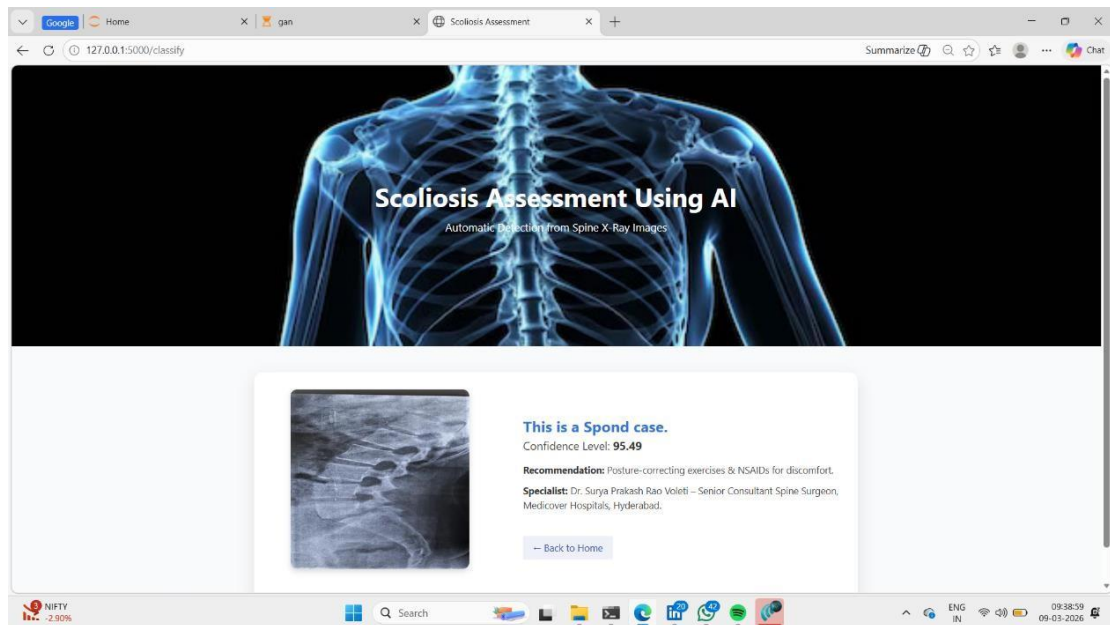 Google
Home
gan
Scoliosis Assessment
127.0.0.1:5000/classify
Summarize
Chat
Scoliosis Assessment Using AI
Automatic Detection from Spine X-Ray Images
This is a Spond case.
Confidence Level: 95.49
Recommendation: Posture-correcting exercises & NSAIDs for discomfort.
Specialist: Dr. Surya Prakash Rao Voleti – Senior Consultant Spine Surgeon,
Medicover Hospitals, Hyderabad.
← Back to Home
3
NIFTY
-2.90%
Search
20
42
ENG
IN
09:38:59
09-03-2026